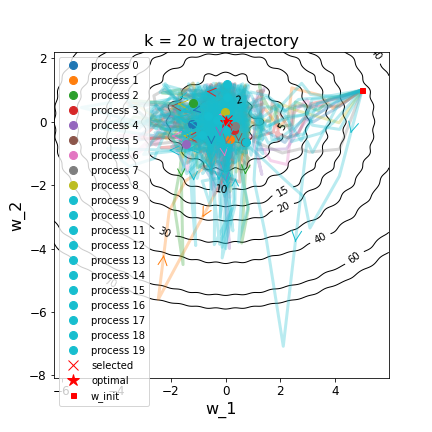 k = 20 w trajectory
w_2
2
0
−2
−4
−6
−8
process 0
process 1
process 2
process 3
process 4
process 5
process 6
process 7
process 8
process 9
process 10
process 11
process 12
process 13
process 14
process 15
process 16
process 17
process 18
process 19
selected
optimal
w_init
2
5
10
15
20
30
40
60
−6
−4
−2
0
2
4
w_1